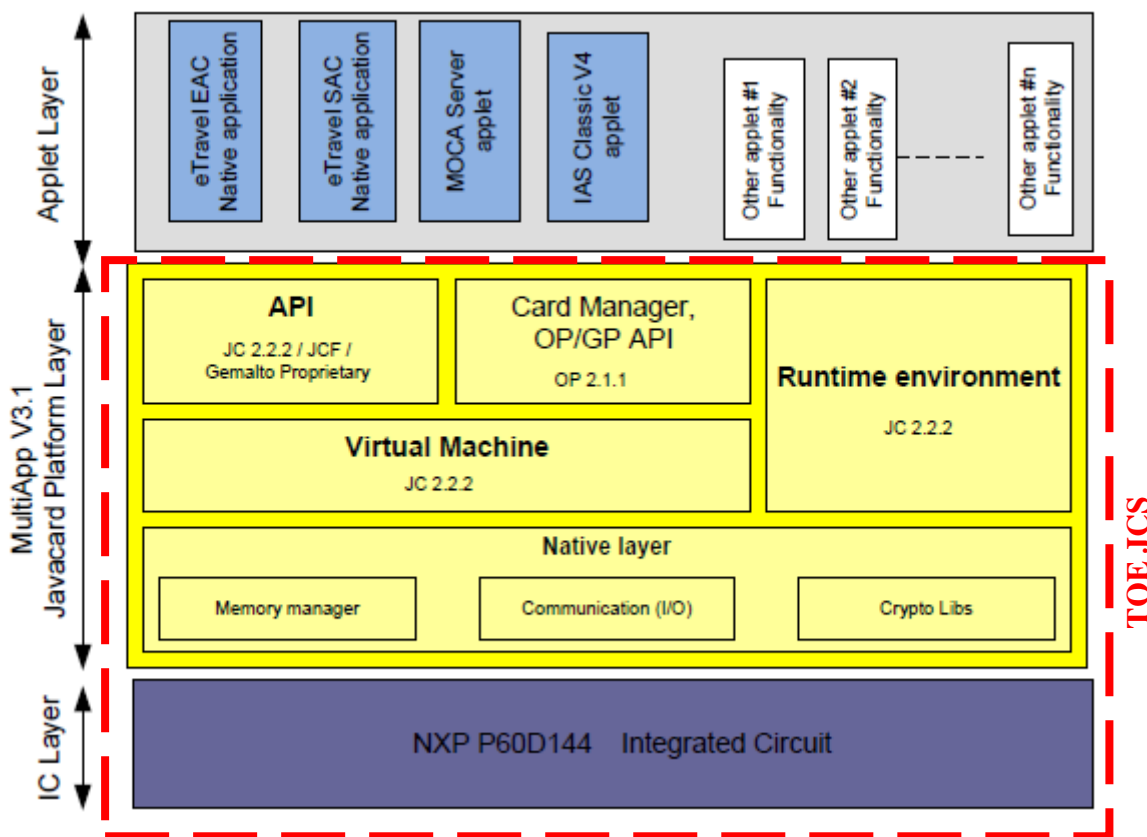 Applet Layer
eTravel EAC
Native application
eTravel SAC
Native application
MOCA Server
applet
IAS Classic V4
applet
Other applet #1
Functionality
Other applet #2
Functionality
Other applet #n
Functionality
MultiApp V3.1
Javacard Platform Layer
API
JC 2.2.2 / JCF /
Gemalto Proprietary
Card Manager,
OP/GP API
OP 2.1.1
Runtime environment
JC 2.2.2
Virtual Machine
JC 2.2.2
Native layer
Memory manager
Communication (I/O)
Crypto Libs
TOE.JCS
IC Layer
NXP P60D144 Integrated Circuit